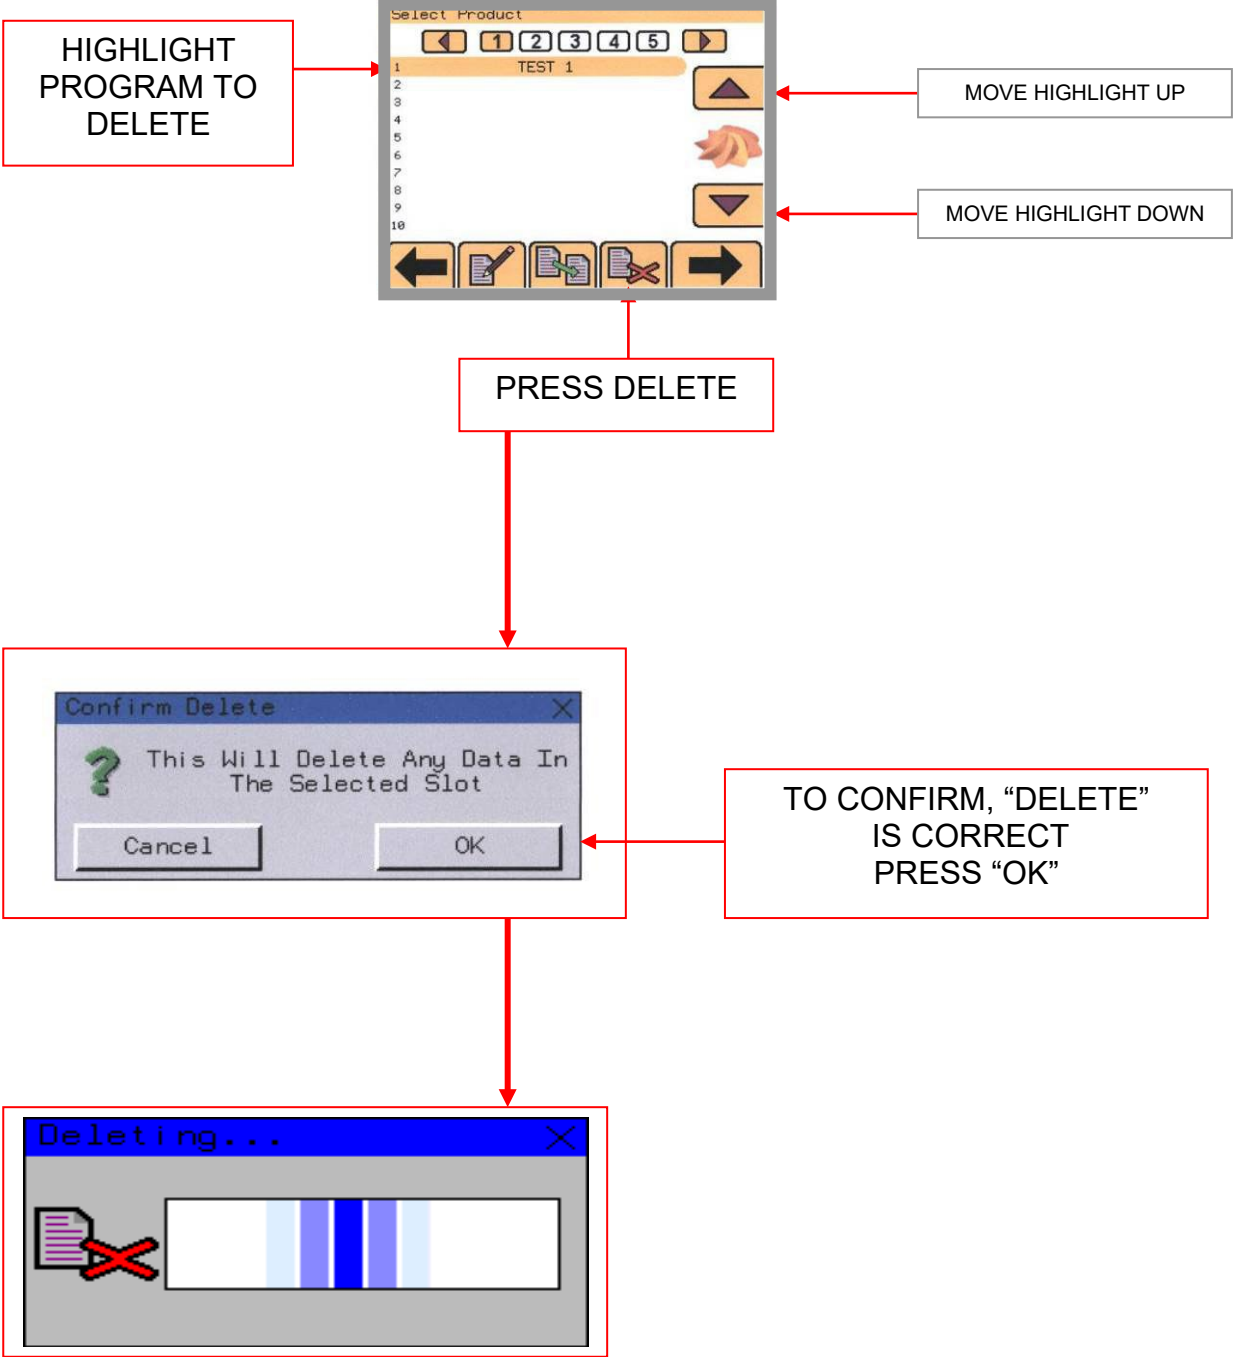 HIGHLIGHT
PROGRAM TO
DELETE
Select Product
1 2 3 4 5
1 TEST 1
2
3
4
5
6
7
8
9
10
MOVE HIGHLIGHT UP
MOVE HIGHLIGHT DOWN
PRESS DELETE
Confirm Delete
This Will Delete Any Data In
The Selected Slot
Cancel
OK
TO CONFIRM, “DELETE”
IS CORRECT
PRESS “OK”
Deleting...